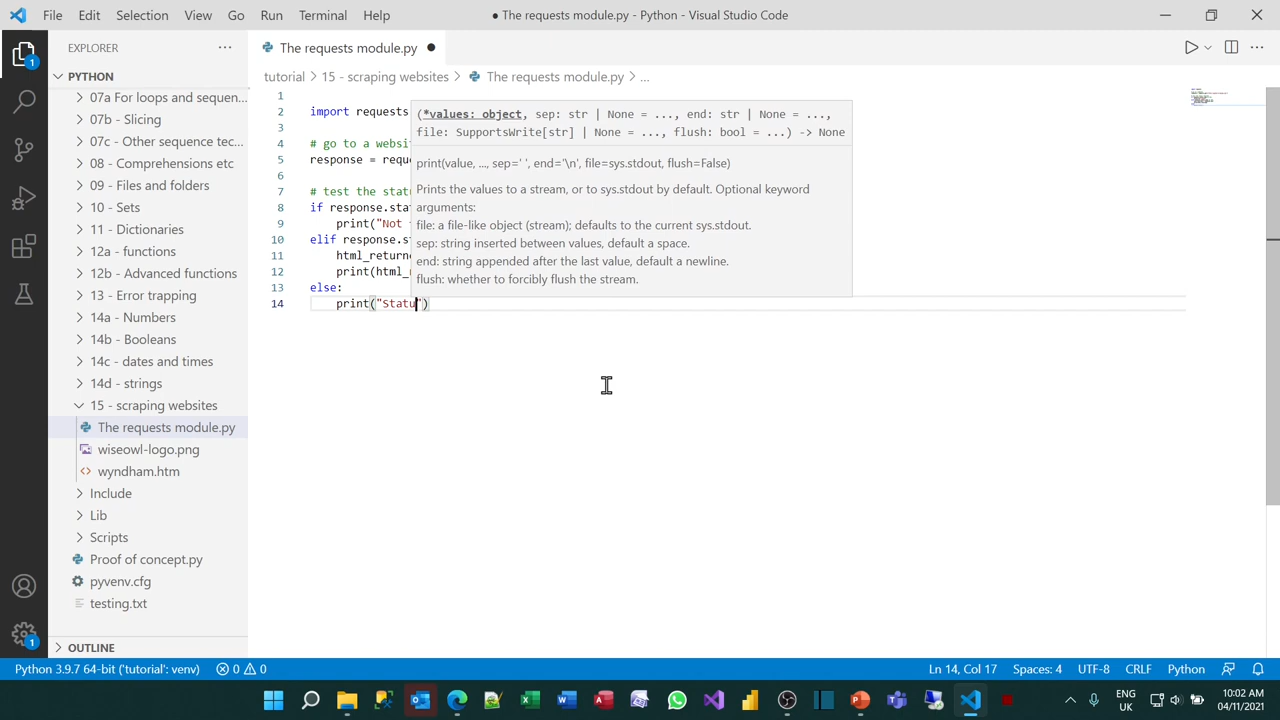 File Edit Selection View Go Run Terminal Help
● The requests module.py - Python - Visual Studio Code
EXPLORER
The requests module.py
PYTHON
tutorial > 15 - scraping websites > The requests module.py > ...
07a For loops and sequen...
07b - Slicing
07c - Other sequence tec...
08 - Comprehensions etc
09 - Files and folders
10 - Sets
11 - Dictionaries
12a - functions
12b - Advanced functions
13 - Error trapping
14a - Numbers
14b - Booleans
14c - dates and times
14d - strings
15 - scraping websites
The requests module.py
wiseowl-logo.png
wyndham.htm
Include
Lib
Scripts
Proof of concept.py
pyvenv.cfg
testing.txt
OUTLINE
1
2 import requests
3
4 # go to a websi
5 response = reque
6
7 # test the statu
8 if response.stat
9 print("Not
10 elif response.st
11 html_returne
12 print(html_r
13 else:
14 print("Statu")
(*values: object, sep: str | None = ..., end: str | None = ...,
file: SupportsWrite[str] | None = ..., flush: bool = ...) -> None
print(value, ..., sep=' ', end='\n', file=sys.stdout, flush=False)
Prints the values to a stream, or to sys.stdout by default. Optional keyword
arguments:
file: a file-like object (stream); defaults to the current sys.stdout.
sep: string inserted between values, default a space.
end: string appended after the last value, default a newline.
flush: whether to forcibly flush the stream.
1
1
Python 3.9.7 64-bit ('tutorial': venv) 0 0
Ln 14, Col 17 Spaces: 4 UTF-8 CRLF Python
ENG
UK
10:02 AM
04/11/2021